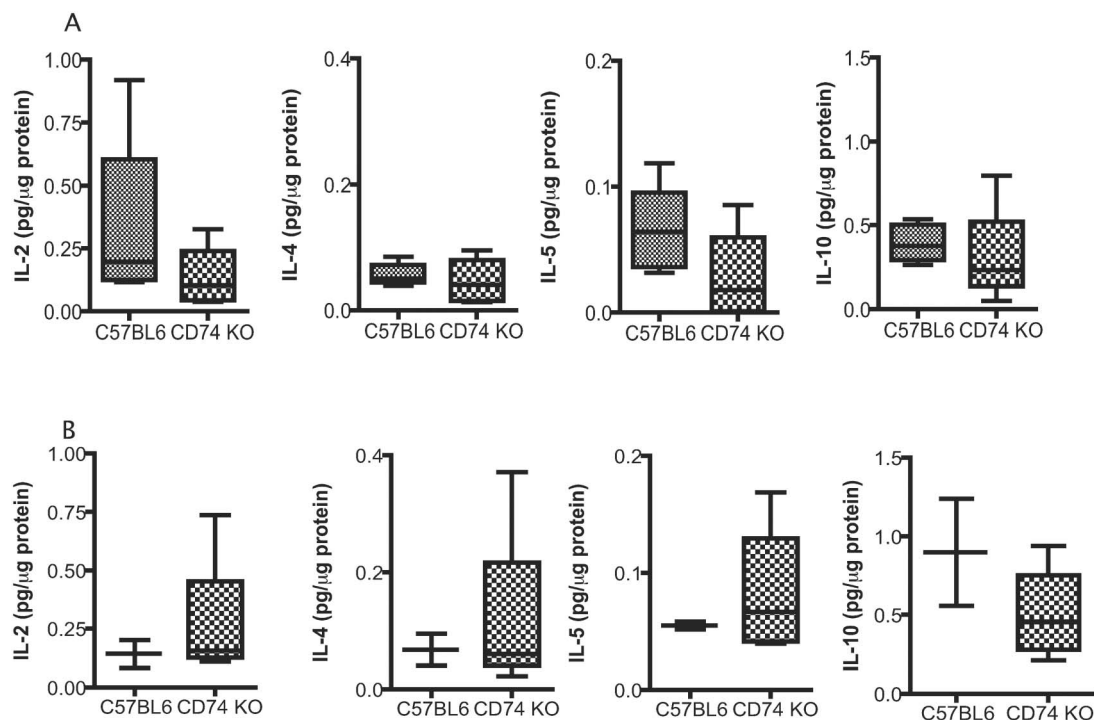 A
IL-2 (pg/μg protein)
1.00
0.75
0.50
0.25
0.00
C57BL6 CD74 KO
IL-4 (pg/μg protein)
0.4
0.2
0.0
C57BL6 CD74 KO
IL-5 (pg/μg protein)
0.2
0.1
0.0
C57BL6 CD74 KO
IL-10 (pg/μg protein)
1.5
1.0
0.5
0.0
C57BL6 CD74 KO
B
IL-2 (pg/μg protein)
1.00
0.75
0.50
0.25
0.00
C57BL6 CD74 KO
IL-4 (pg/μg protein)
0.4
0.2
0.0
C57BL6 CD74 KO
IL-5 (pg/μg protein)
0.2
0.1
0.0
C57BL6 CD74 KO
IL-10 (pg/μg protein)
1.5
1.0
0.5
0.0
C57BL6 CD74 KO